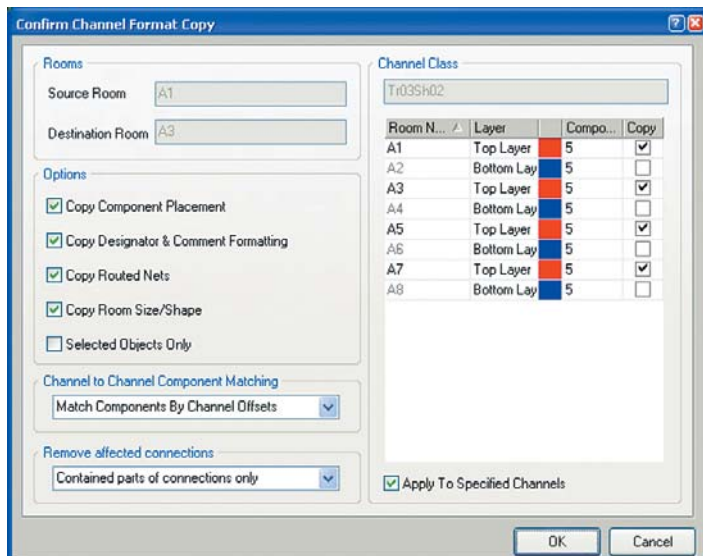 Confirm Channel Format Copy
Rooms
Source Room A1
Destination Room A3
Options
Copy Component Placement
Copy Designator & Comment Formatting
Copy Routed Nets
Copy Room Size/Shape
Selected Objects Only
Channel to Channel Component Matching
Match Components By Channel Offsets
Remove affected connections
Contained parts of connections only
Channel Class
Tr03Sh02
Room N... Layer Compo... Copy
A1 Top Layer 5
A2 Bottom Lay 5
A3 Top Layer 5
A4 Bottom Lay 5
A5 Top Layer 5
A6 Bottom Lay 5
A7 Top Layer 5
A8 Bottom Lay 5
Apply To Specified Channels
OK Cancel